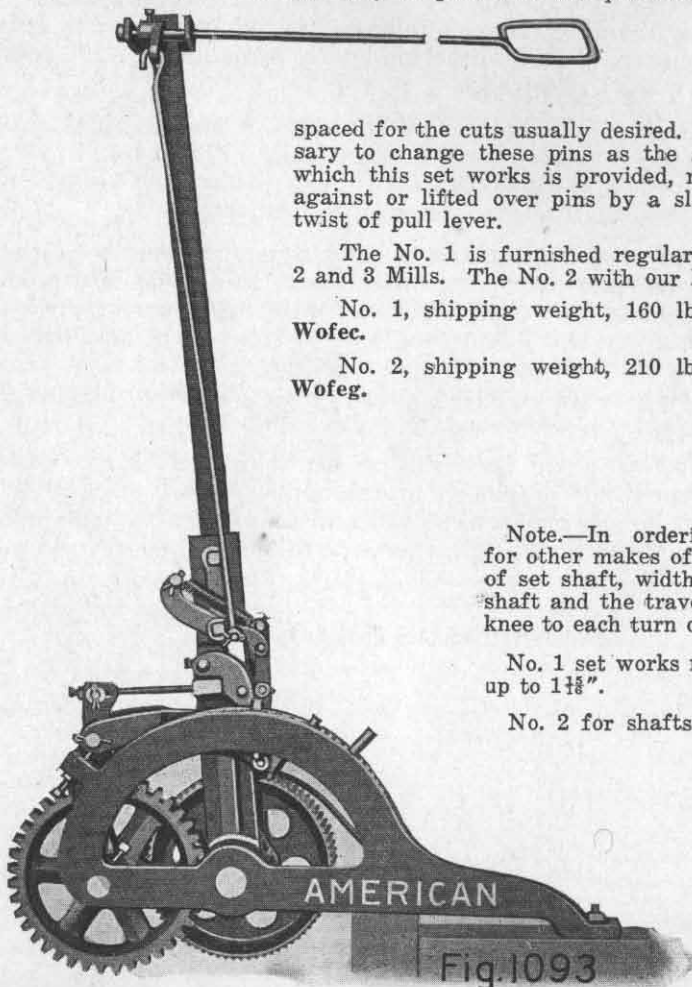 spaced for the cuts usually desired.
sary to change these pins as the
which this set works is provided,
against or lifted over pins by a sl
twist of pull lever.
The No. 1 is furnished regular
2 and 3 Mills. The No. 2 with our
No. 1, shipping weight, 160 lb
Wofec.
No. 2, shipping weight, 210 lb
Wofeg.
Note.—In orderi
for other makes of
of set shaft, width
shaft and the trave
knee to each turn o
No. 1 set works
up to 1 15/16".
No. 2 for shafts
AMERICAN
Fig. 1093